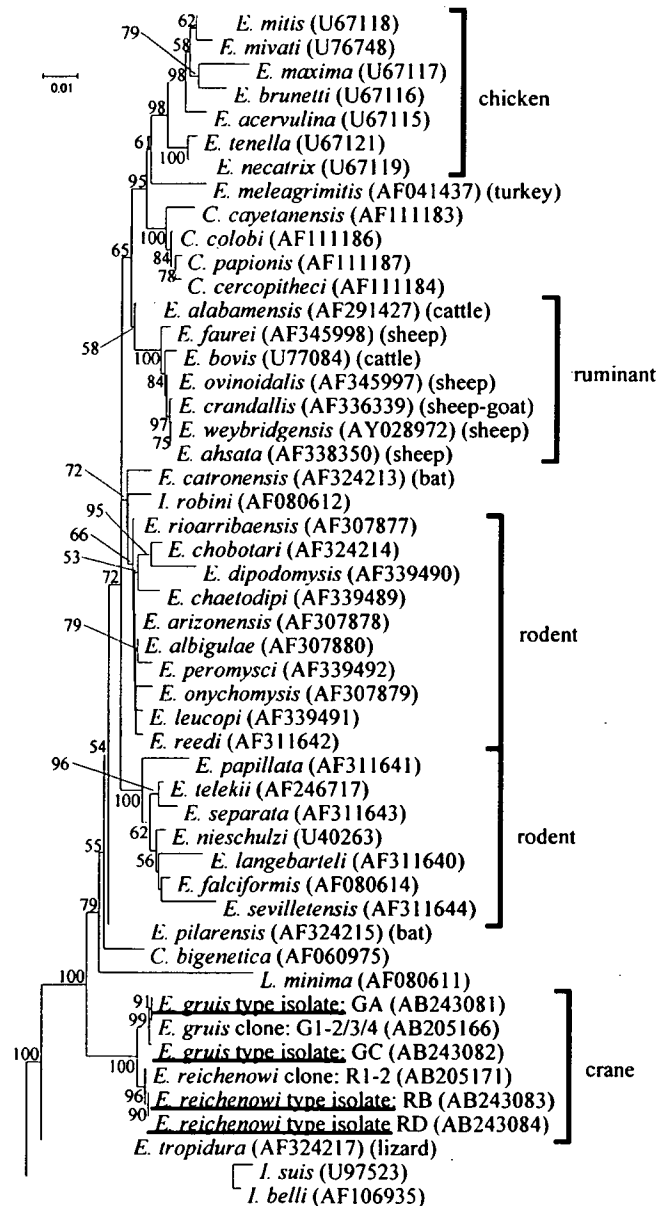 62
E. mitis (U67118)
58
E. mivati (U76748)
79
E. maxima (U67117)
0.01
98
E. brunetti (U67116)
chicken
98
E. acervulina (U67115)
E. tenella (U67121)
61
100
E. necatrix (U67119)
95
E. meleagrimitis (AF041437) (turkey)
C. cayetanensis (AF111183)
100
C. colobi (AF111186)
65
84
C. papionis (AF111187)
78
C. cercopitheci (AF111184)
E. alabamensis (AF291427) (cattle)
58
E. faurei (AF345998) (sheep)
100
E. bovis (U77084) (cattle)
84
E. ovinoidalis (AF345997) (sheep)
ruminant
E. crandallis (AF336339) (sheep-goat)
97
E. weybridgensis (AY028972) (sheep)
75
E. ahsata (AF338350) (sheep)
72
E. catronensis (AF324213) (bat)
95
I. robini (AF080612)
66
E. rioarribaensis (AF307877)
53
E. chobotari (AF324214)
72
E. dipodomysis (AF339490)
E. chaetodipi (AF339489)
79
E. arizonensis (AF307878)
rodent
E. albigulae (AF307880)
E. peromysci (AF339492)
E. onychomysis (AF307879)
E. leucopi (AF339491)
54
E. reedi (AF311642)
96
E. papillata (AF311641)
100
E. telekii (AF246717)
E. separata (AF311643)
62
E. nieschulzi (U40263)
rodent
55
56
E. langebarteli (AF311640)
E. falciformis (AF080614)
79
E. sevilletensis (AF311644)
E. pilarensis (AF324215) (bat)
C. bigenetica (AF060975)
100
L. minima (AF080611)
91
E. gruis type isolate: GA (AB243081)
99
E. gruis clone: G1-2/3/4 (AB205166)
E. gruis type isolate: GC (AB243082)
100
E. reichenowi clone: R1-2 (AB205171)
crane
96
E. reichenowi type isolate: RB (AB243083)
90
E. reichenowi type isolate RD (AB243084)
E. tropidura (AF324217) (lizard)
I. suis (U97523)
I. belli (AF106935)